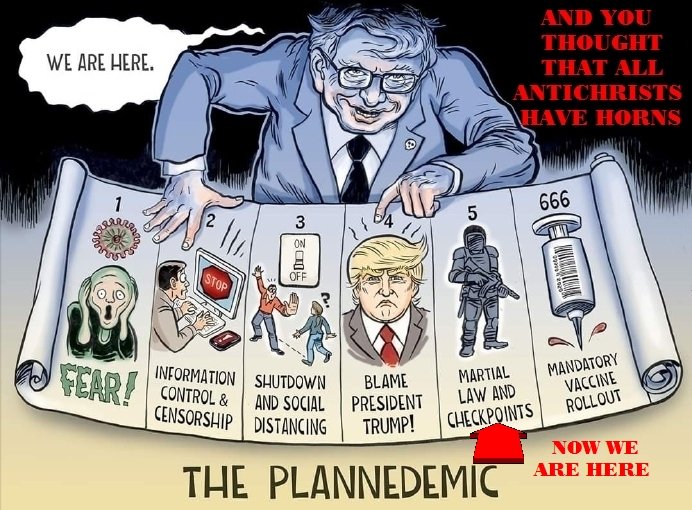 WE ARE HERE.
AND YOU
THOUGHT
THAT ALL
ANTICHRISTS
HAVE HORNS
1
2
3
4
5
666
ON
OFF
STOP
?
FEAR!
INFORMATION
CONTROL &
CENSORSHIP
SHUTDOWN
AND SOCIAL
DISTANCING
BLAME
PRESIDENT
TRUMP!
MARTIAL
LAW AND
CHECKPOINTS
MANDATORY
VACCINE
ROLLOUT
NOW WE
ARE HERE
THE PLANNEDEMIC